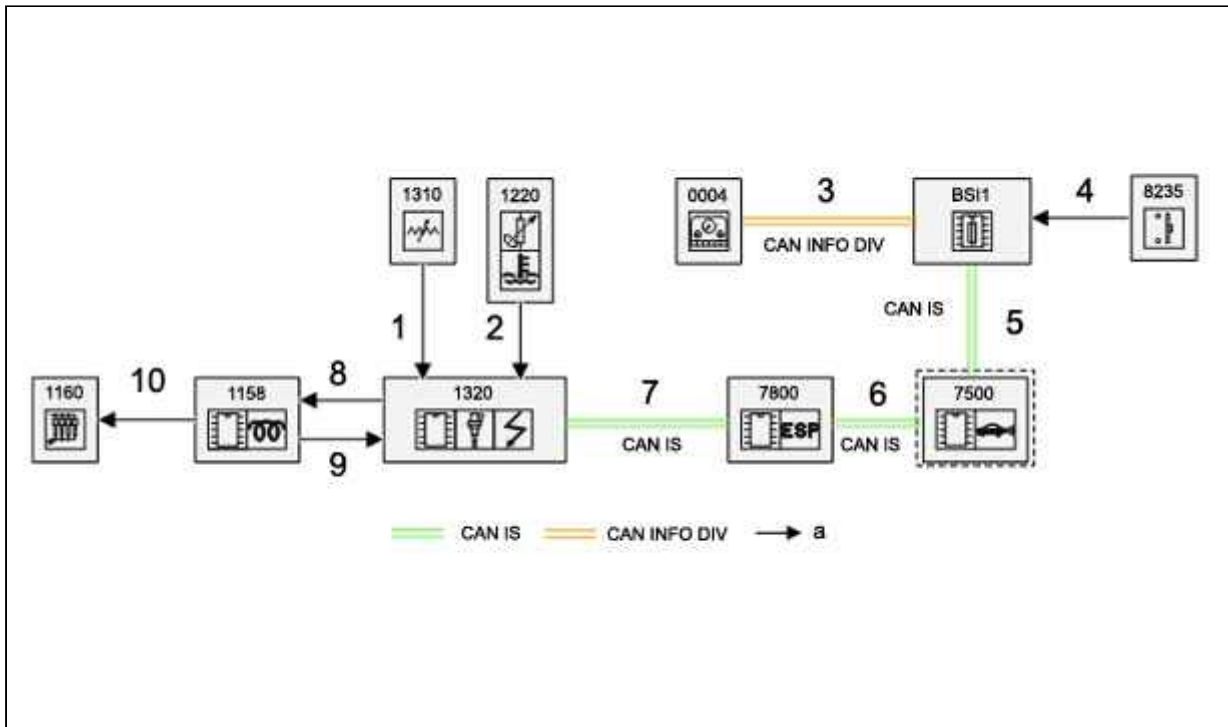 1310
1220
0004
3
BSI1
4
8235
CAN INFO DIV
1
2
CAN IS
5
1160
10
1158
8
1320
7
7800
6
7500
ESP
9
CAN IS
CAN IS
CAN IS
CAN INFO DIV
a